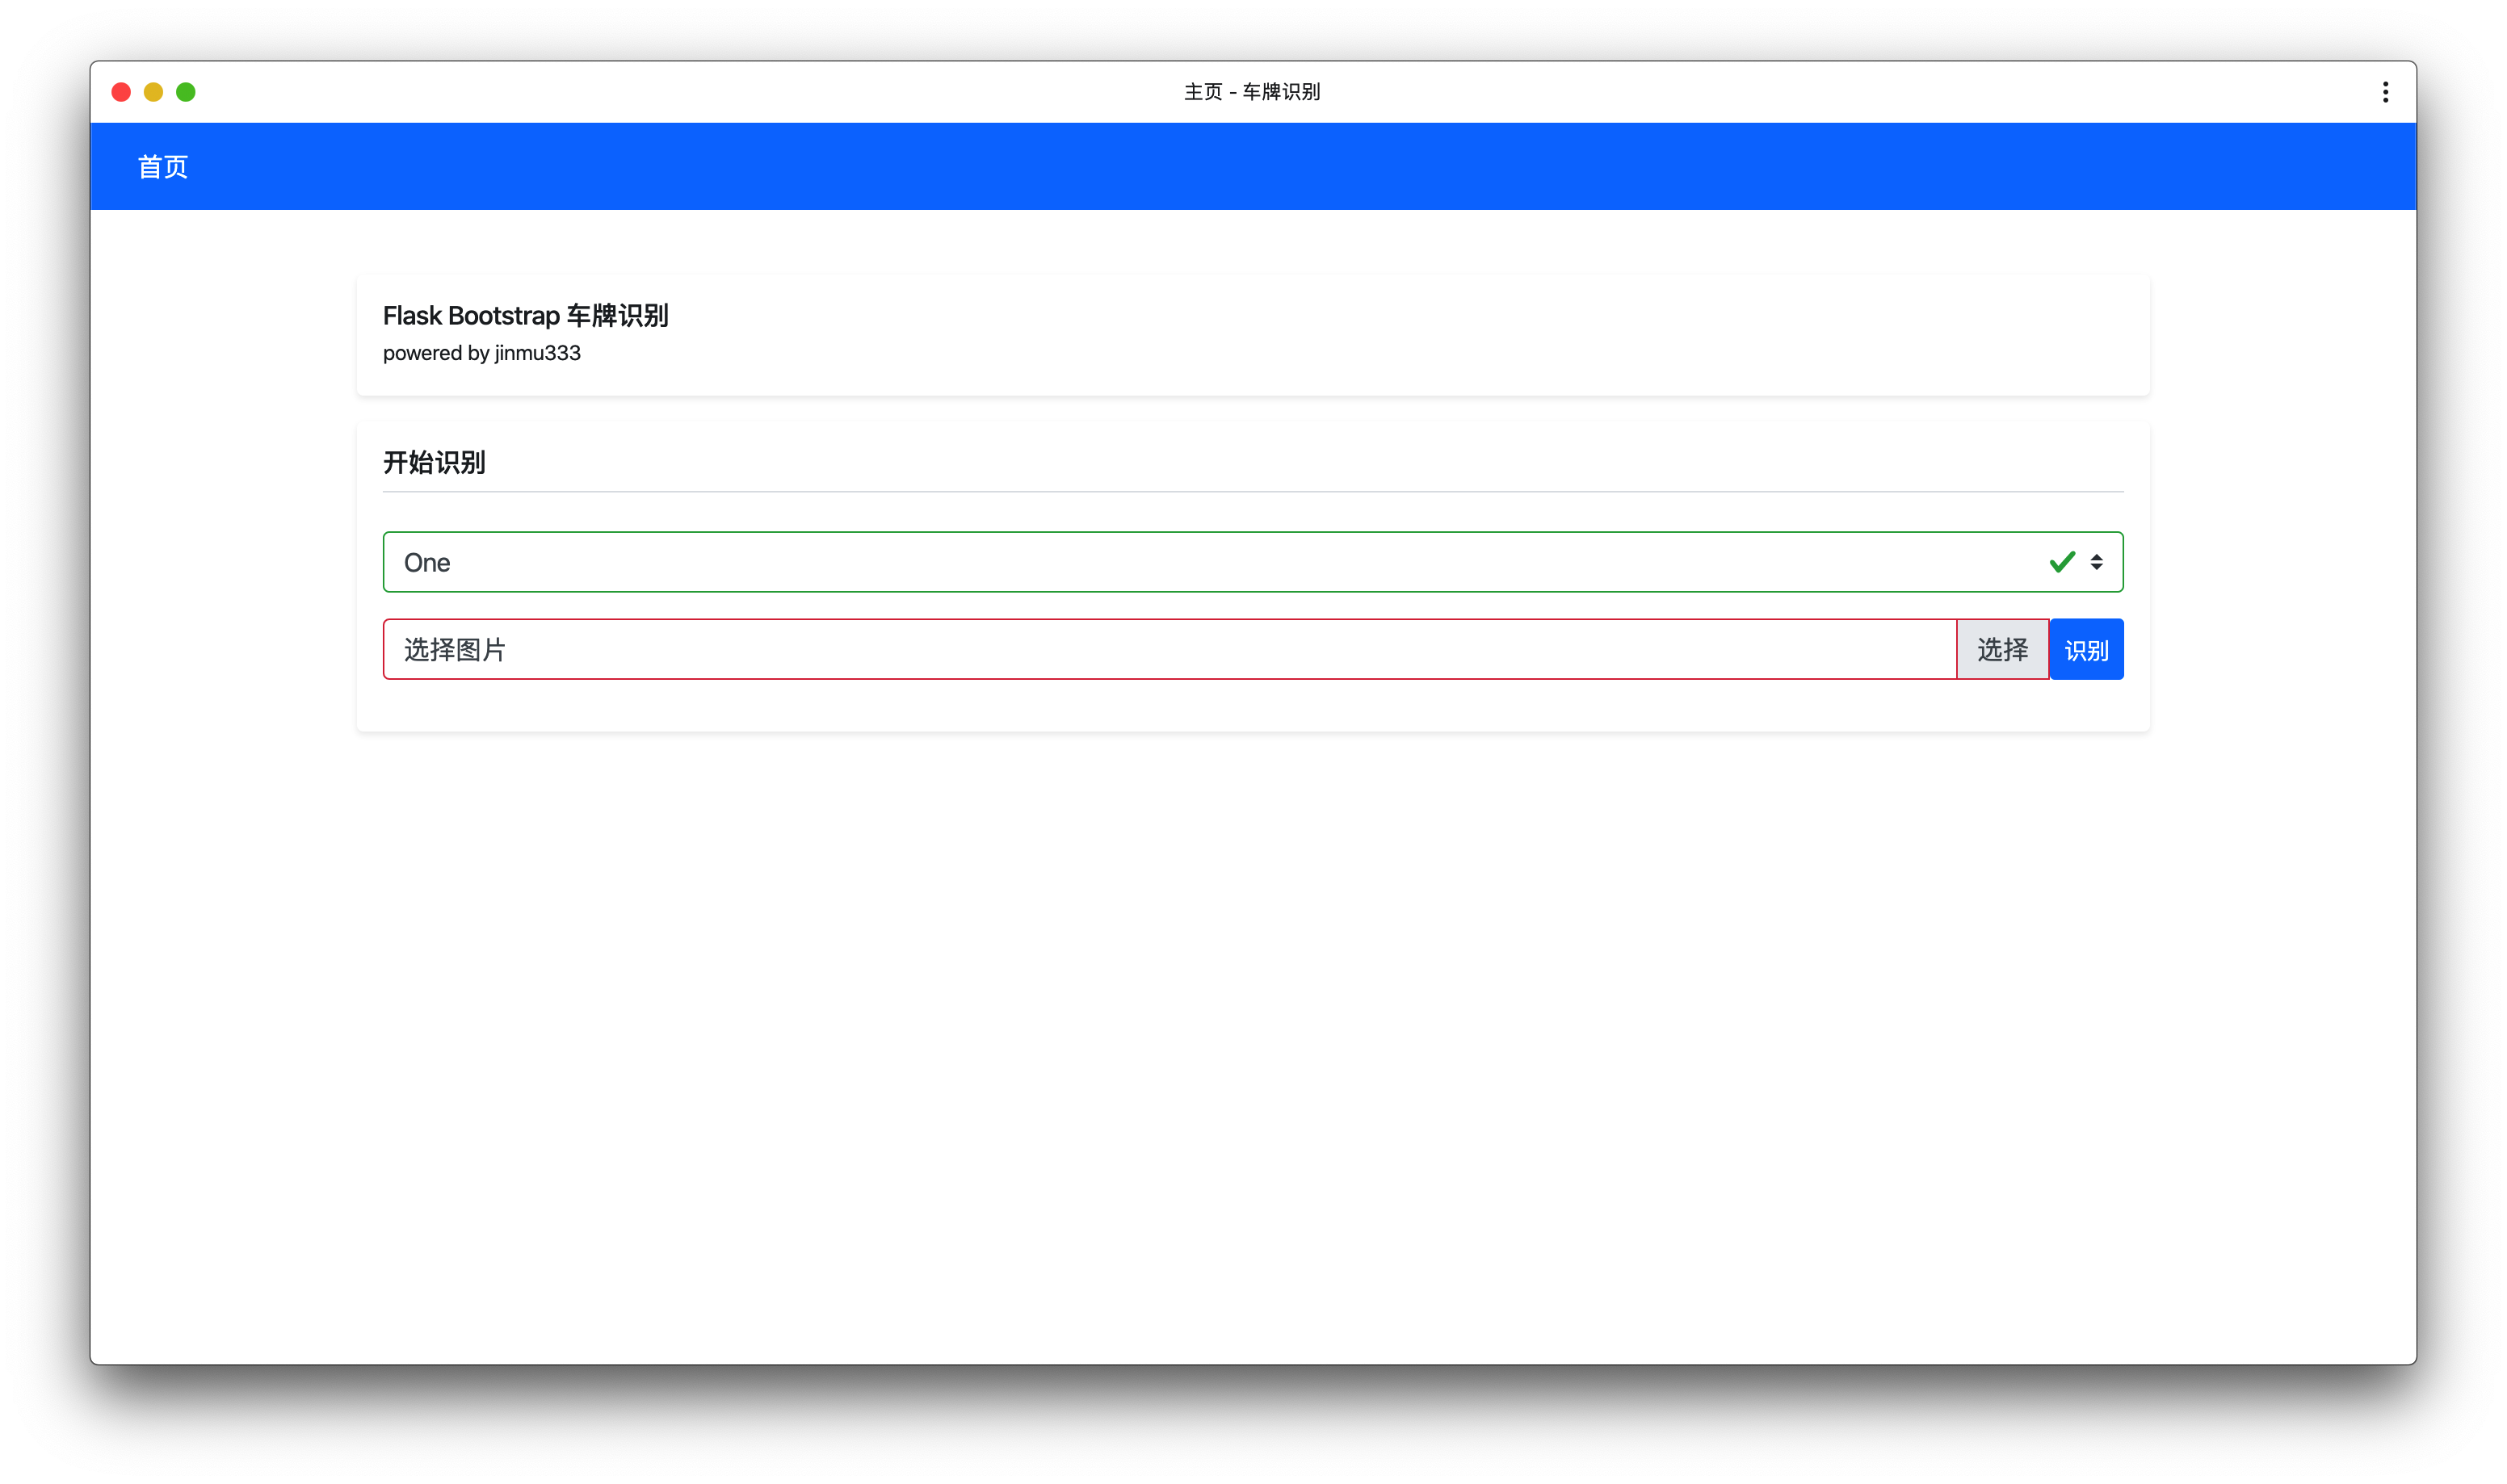 主页 - 车牌识别
首页
Flask Bootstrap 车牌识别
powered by jinmu333
开始识别
One
选择图片 选择 识别